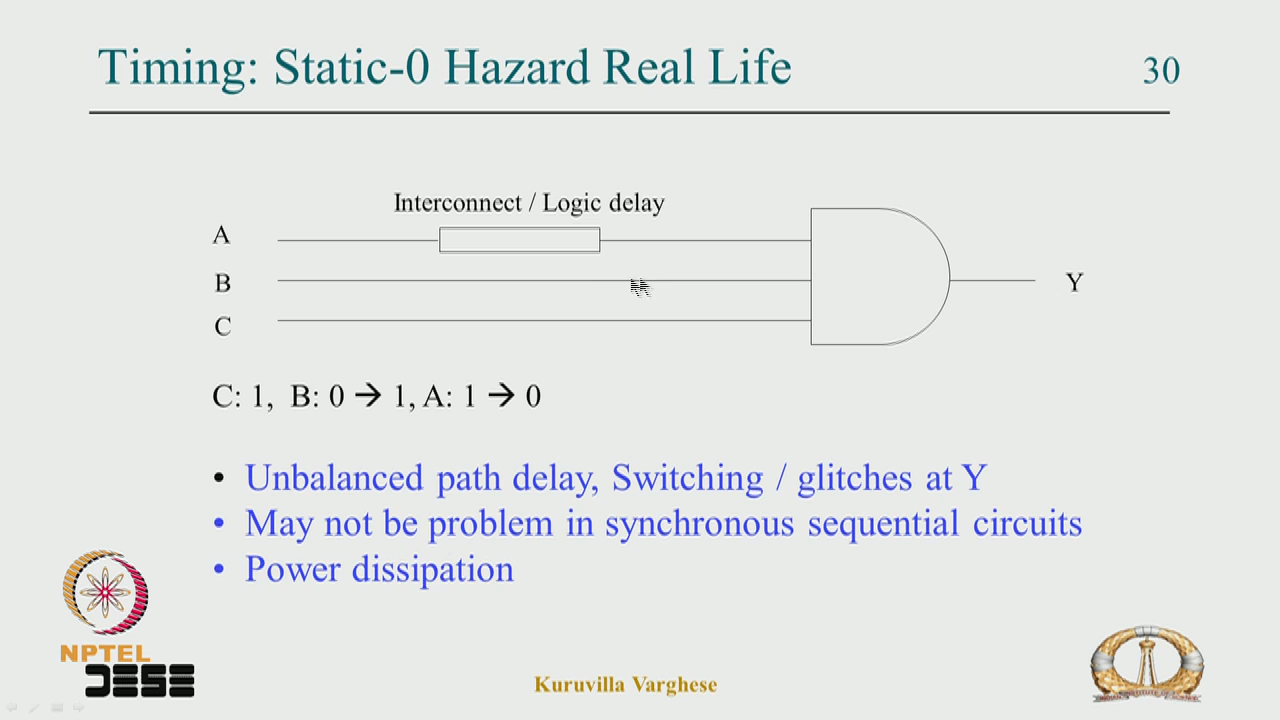 Timing: Static-0 Hazard Real Life
30
Interconnect / Logic delay
A
B
C
Y
C: 1, B: 0 → 1, A: 1 → 0
• Unbalanced path delay, Switching / glitches at Y
• May not be problem in synchronous sequential circuits
• Power dissipation
NPTEL
DESE
Kuruvilla Varghese